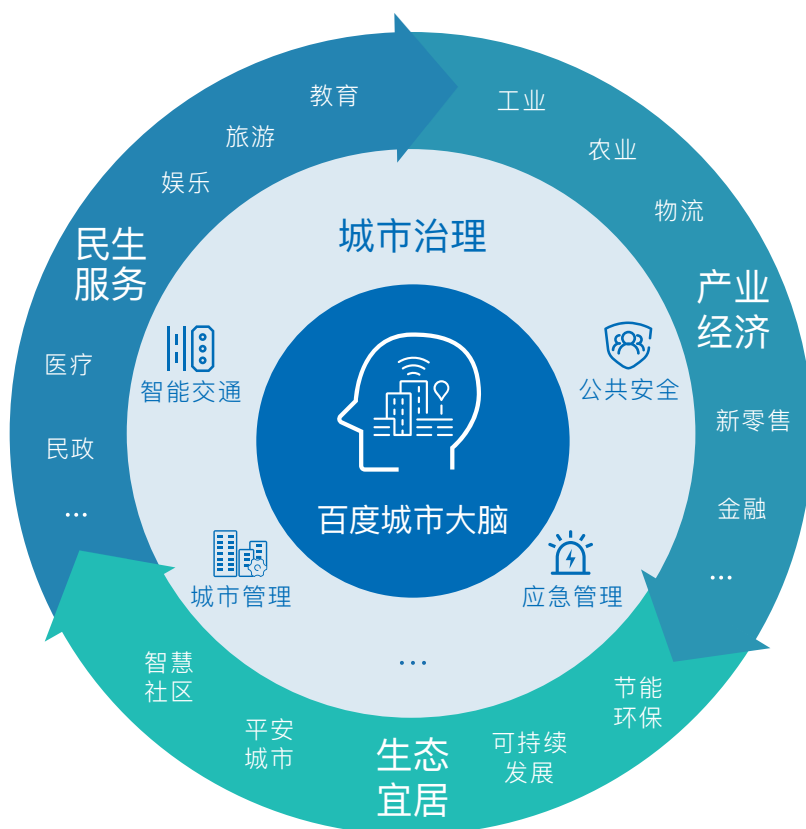 教育
旅游
娱乐
民生
服务
医疗
民政
...
工业
农业
物流
产业
经济
新零售
金融
...
城市治理
智能交通
公共安全
百度城市大脑
城市管理
应急管理
...
智慧
社区
平安
城市
生态
宜居
可持续
发展
节能
环保